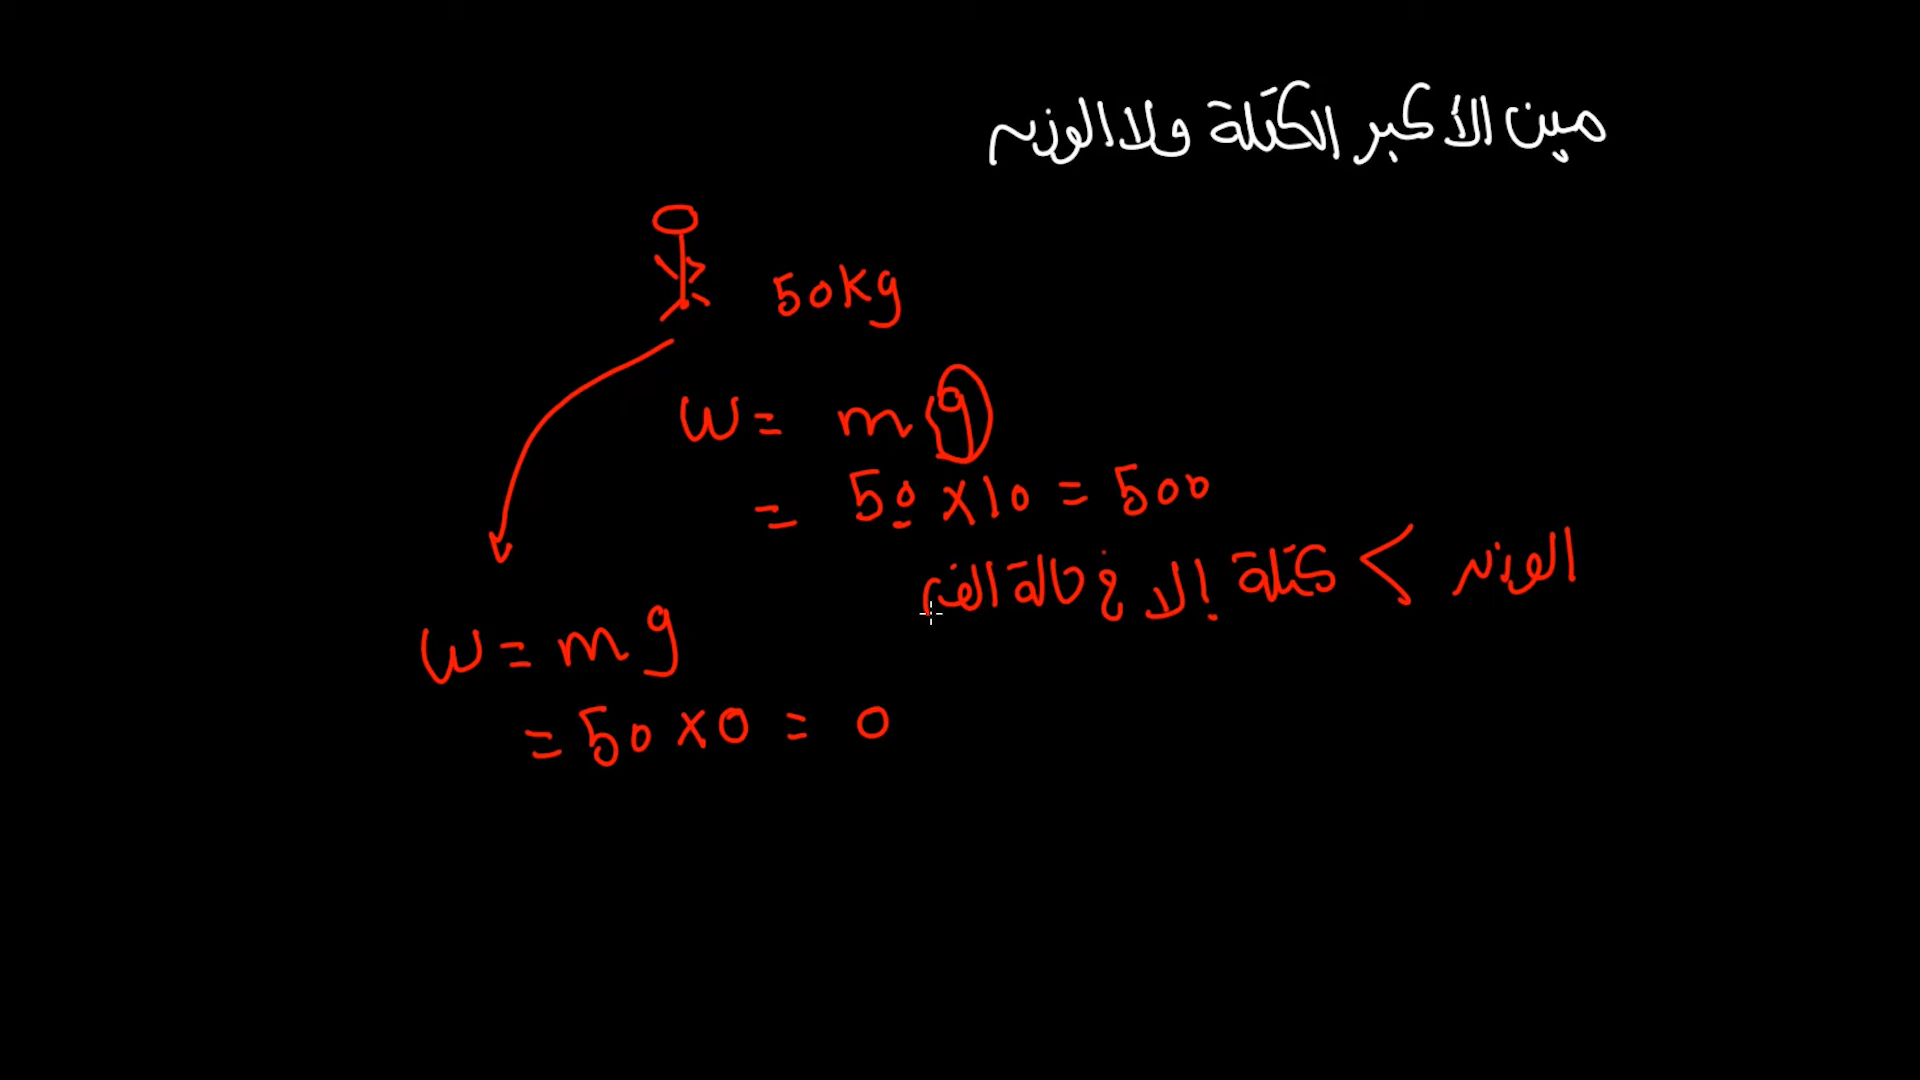 مين الأكبر الكتلة ولا الوزن
50kg
w = mg
= 50 × 10 = 500
الوزن > كتلة إلا في حالة الف
w = mg
= 50 × 0 = 0